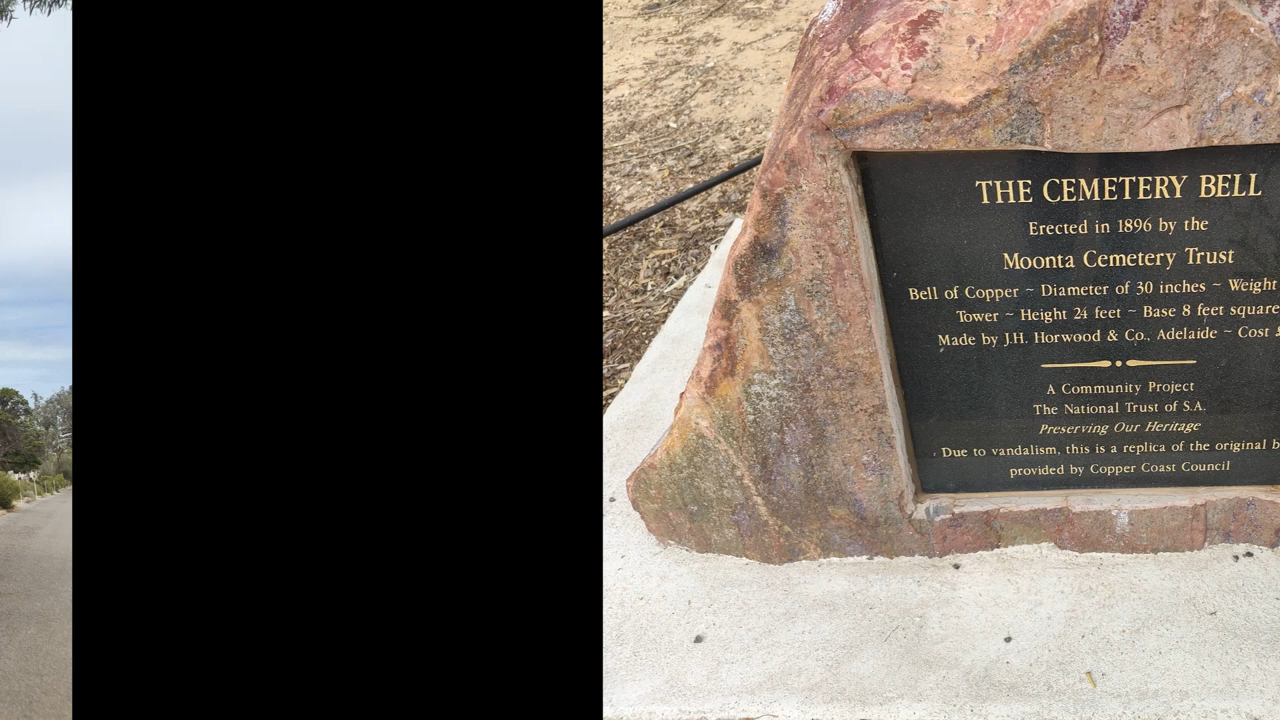 THE CEMETERY BELL
Erected in 1896 by the
Moonta Cemetery Trust
Bell of Copper ~ Diameter of 30 inches ~ Weight
Tower ~ Height 24 feet ~ Base 8 feet square
Made by J.H. Horwood & Co., Adelaide ~ Cost
A Community Project
The National Trust of S.A.
Preserving Our Heritage
Due to vandalism, this is a replica of the original
provided by Copper Coast Council